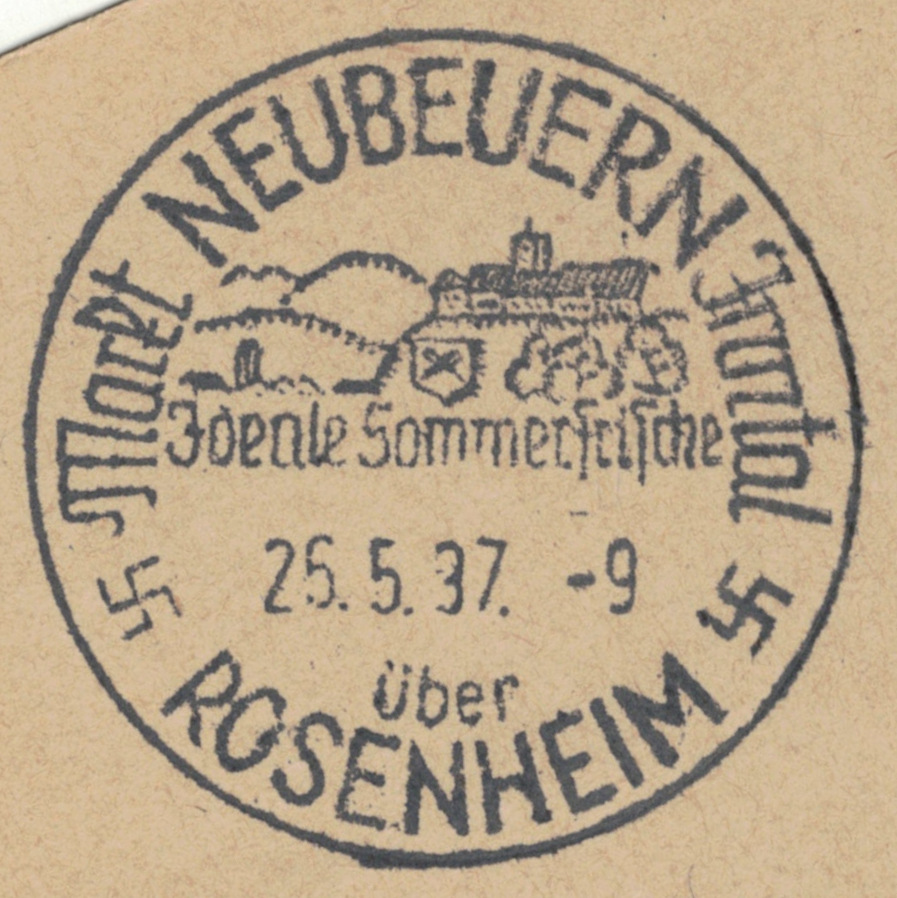 Markt NEUBEUERN Inntal
Ideale Sommerfrische
26.5.37. -9
über
ROSENHEIM